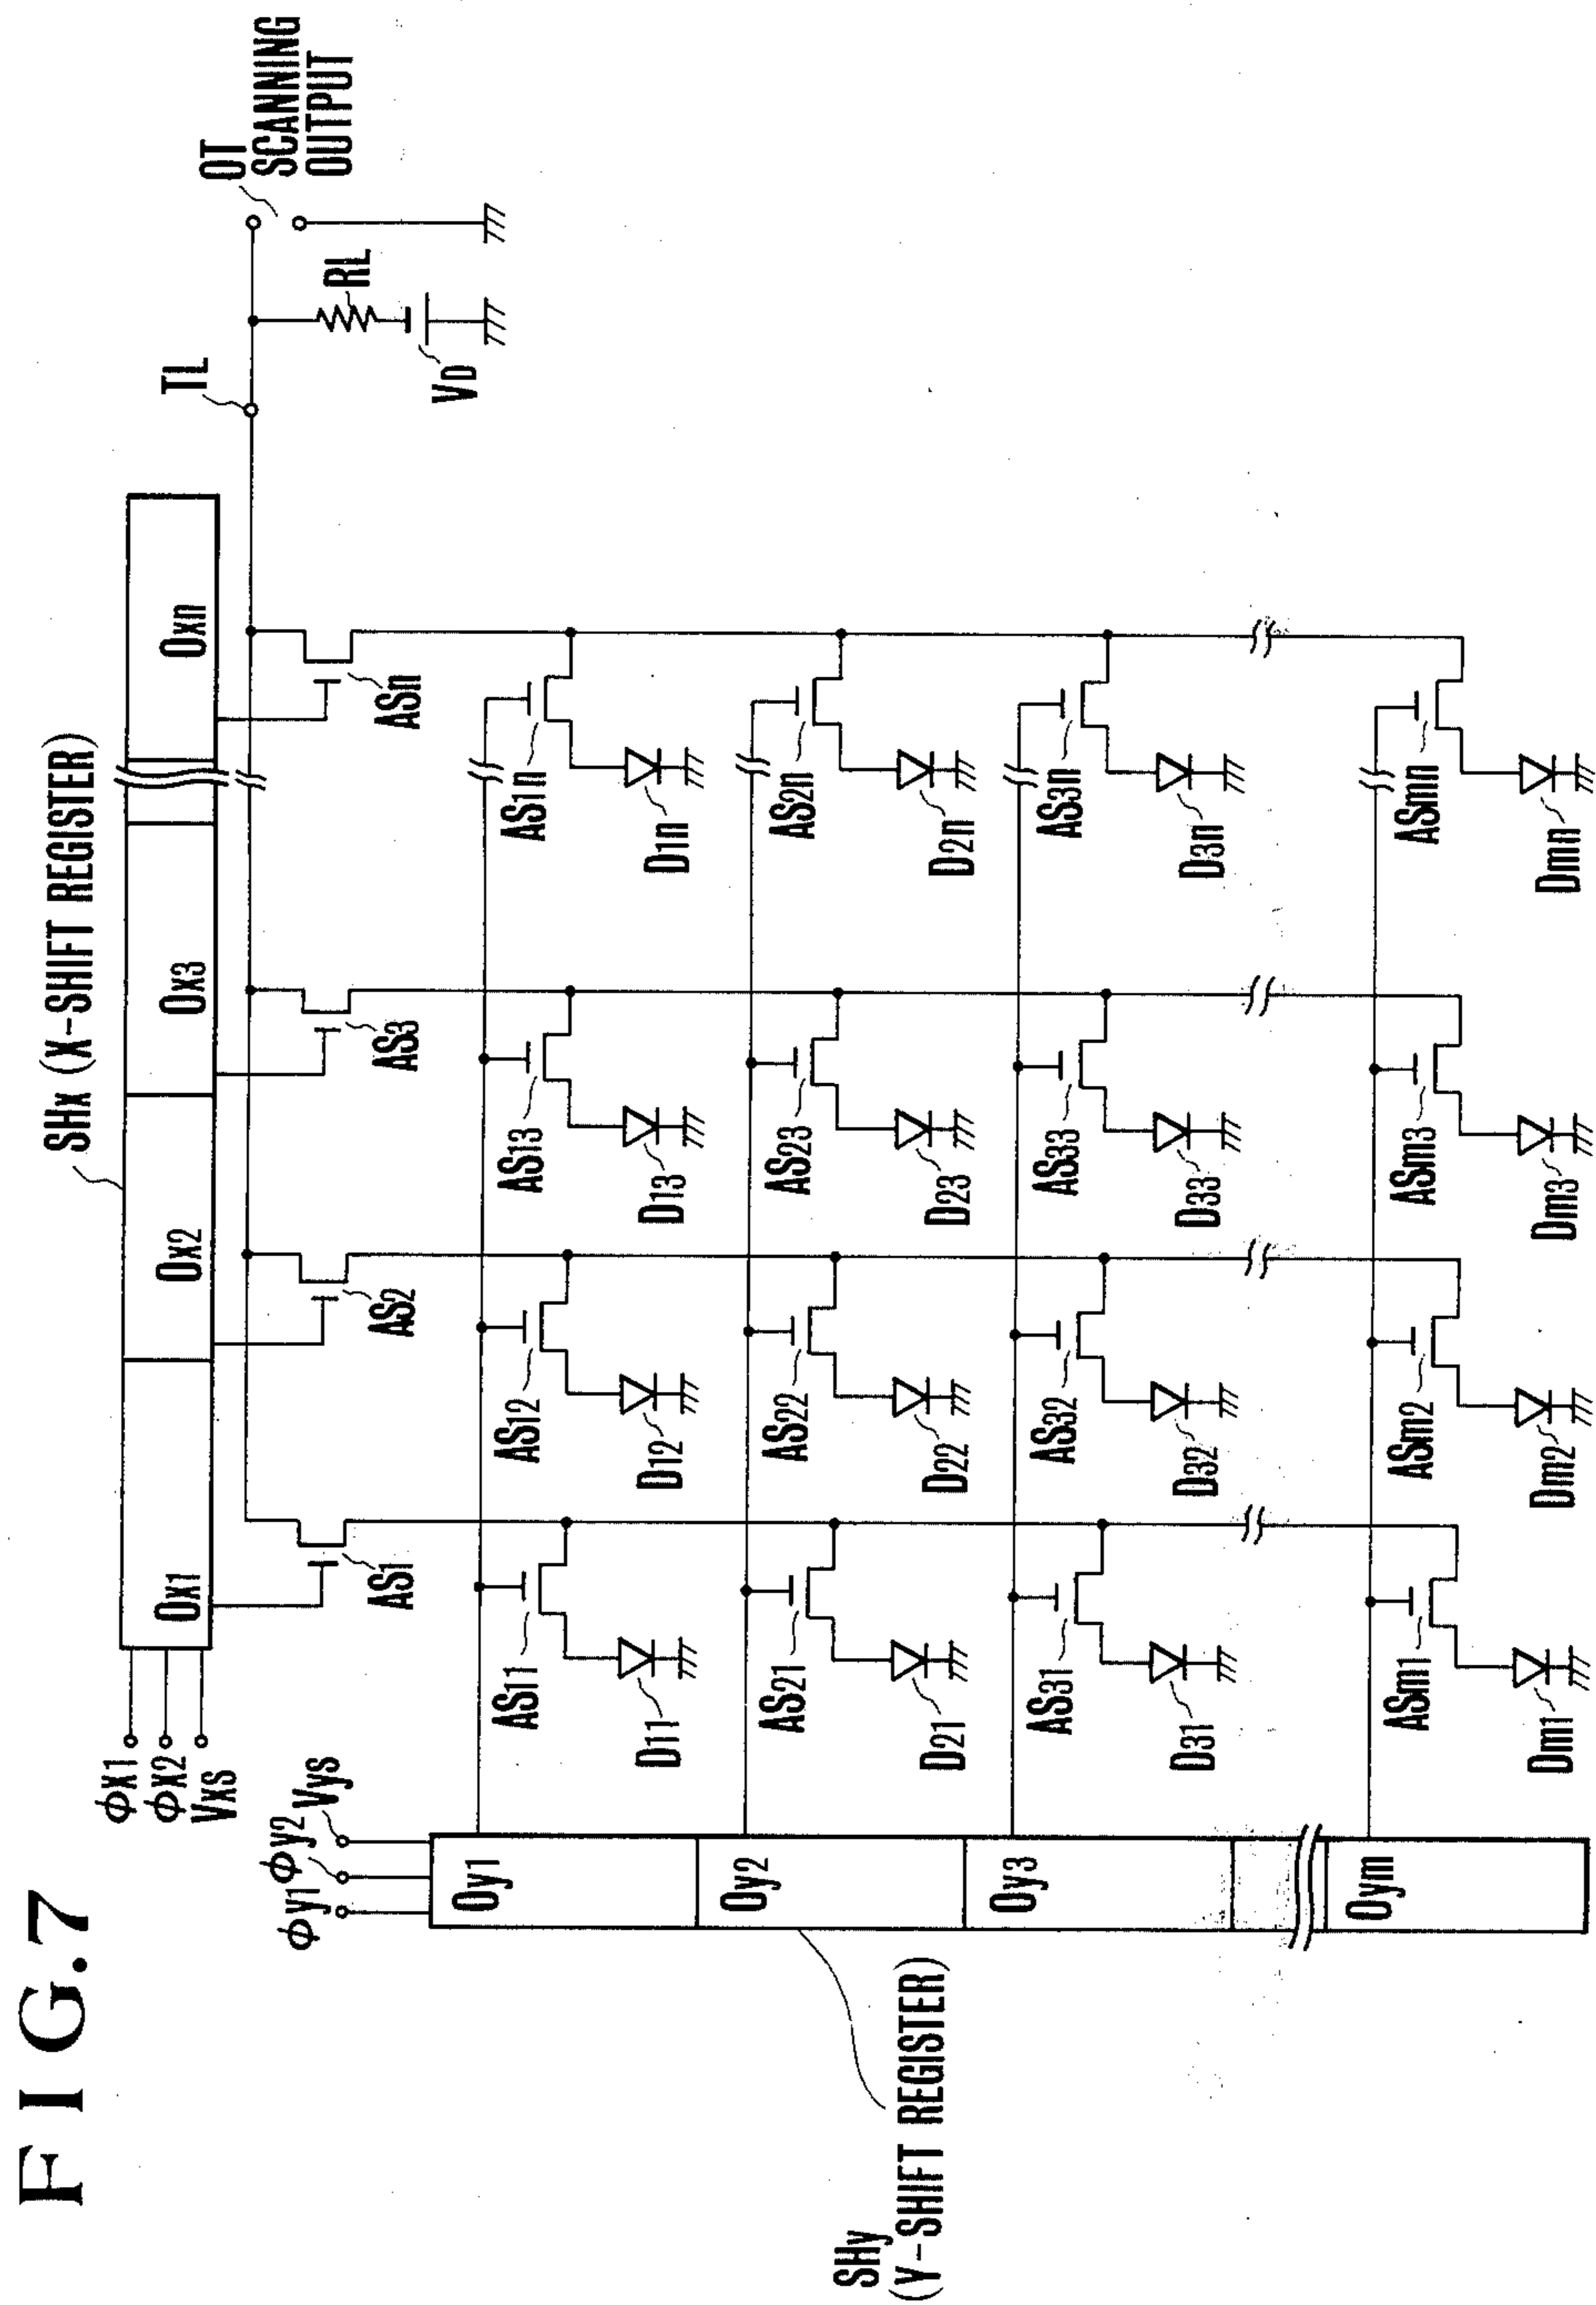 FIG.7
SHx (X-SHIFT REGISTER)
ΦX1
ΦX2
VXS
OX1
OX2
OX3
OXn
TL
OT
SCANNING
OUTPUT
RL
VD
AS1
AS2
AS3
ASn
Φy1
Φy2
Vys
Oy1
Oy2
Oy3
Oym
SHy
(Y-SHIFT REGISTER)
AS11
AS12
AS13
AS1n
D11
D12
D13
D1n
AS21
AS22
AS23
AS2n
D21
D22
D23
D2n
AS31
AS32
AS33
AS3n
D31
D32
D33
D3n
ASm1
ASm2
ASm3
ASmn
Dm1
Dm2
Dm3
Dmn